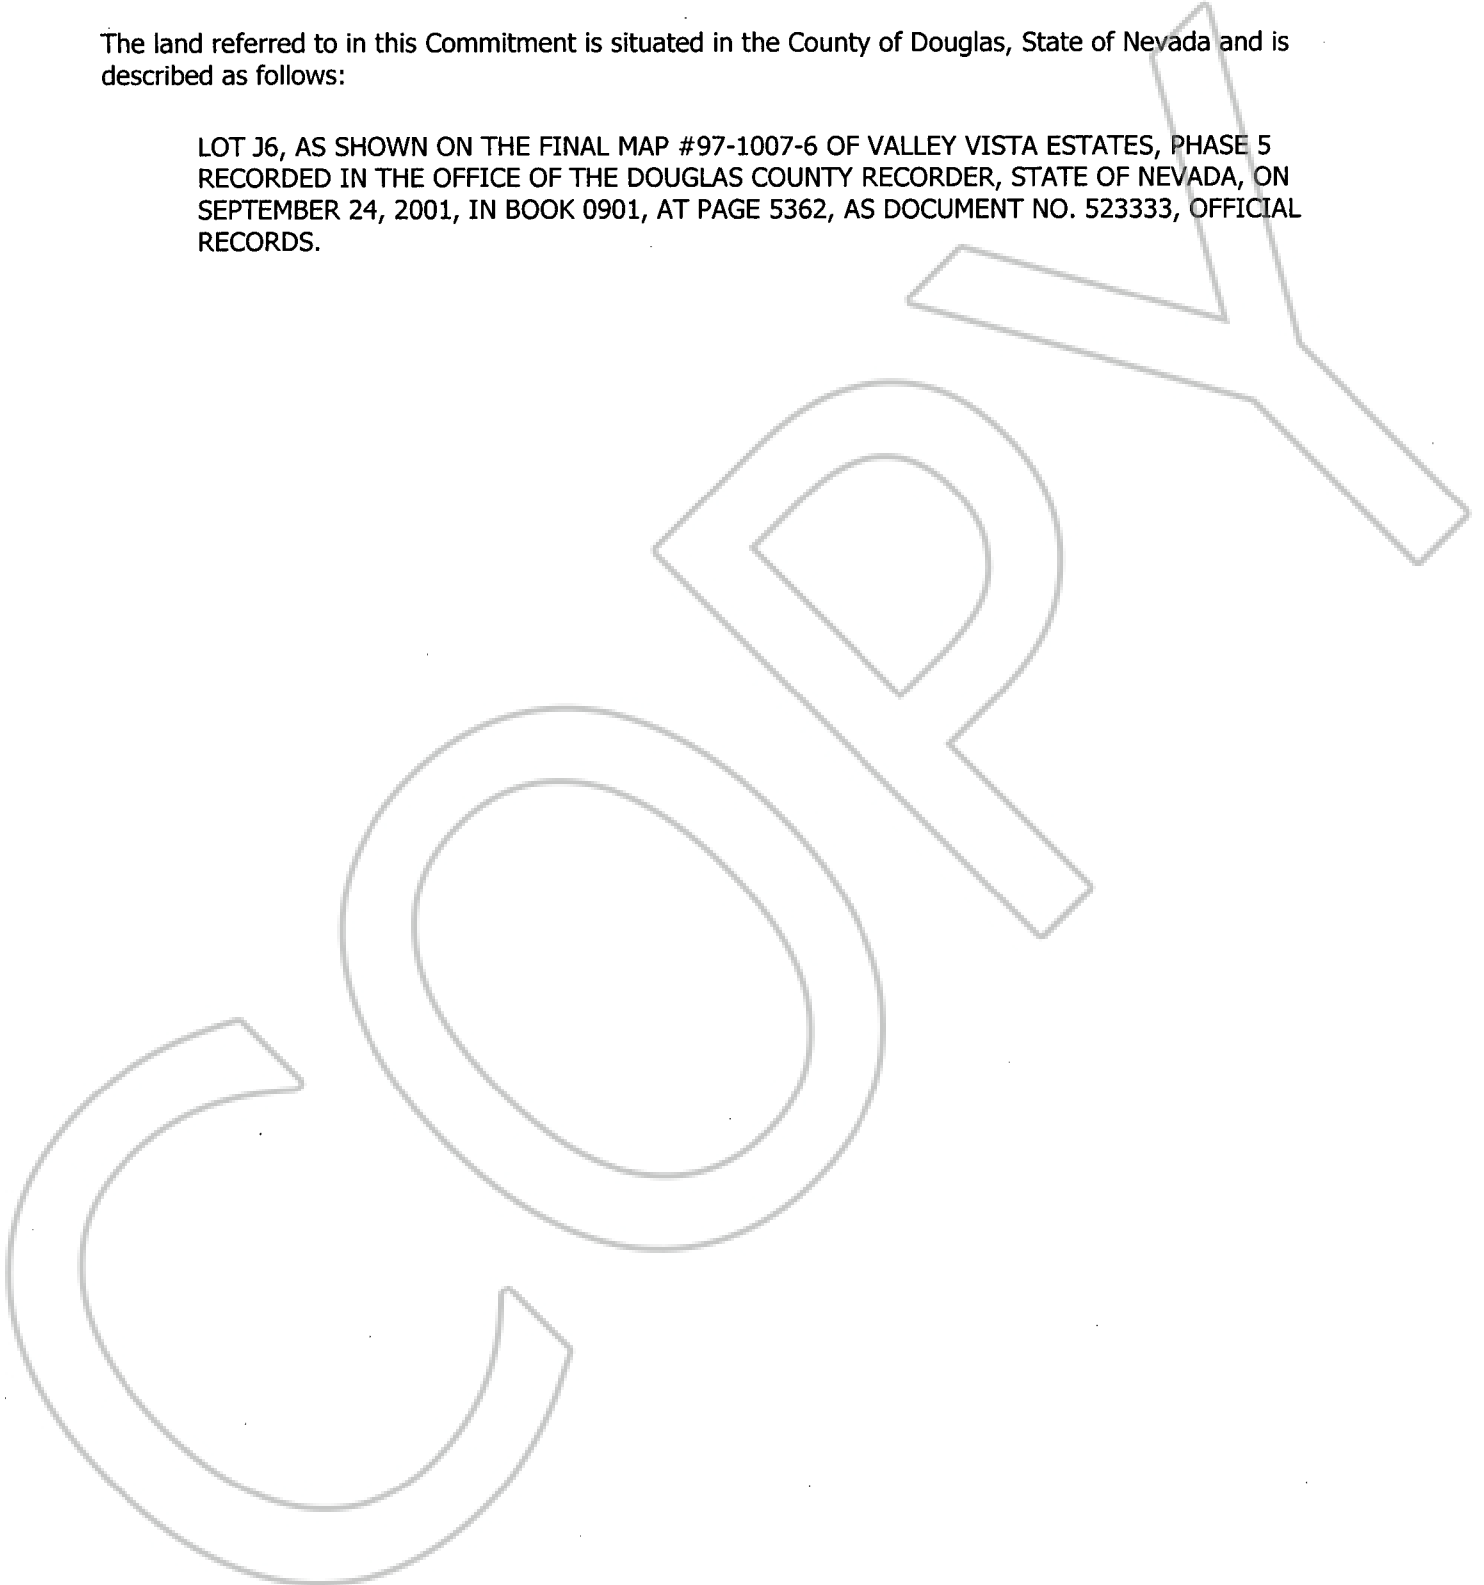 The land referred to in this Commitment is situated in the County of Douglas, State of Nevada and is
described as follows:
LOT J6, AS SHOWN ON THE FINAL MAP #97-1007-6 OF VALLEY VISTA ESTATES, PHASE 5
RECORDED IN THE OFFICE OF THE DOUGLAS COUNTY RECORDER, STATE OF NEVADA, ON
SEPTEMBER 24, 2001, IN BOOK 0901, AT PAGE 5362, AS DOCUMENT NO. 523333, OFFICIAL
RECORDS.
COPY